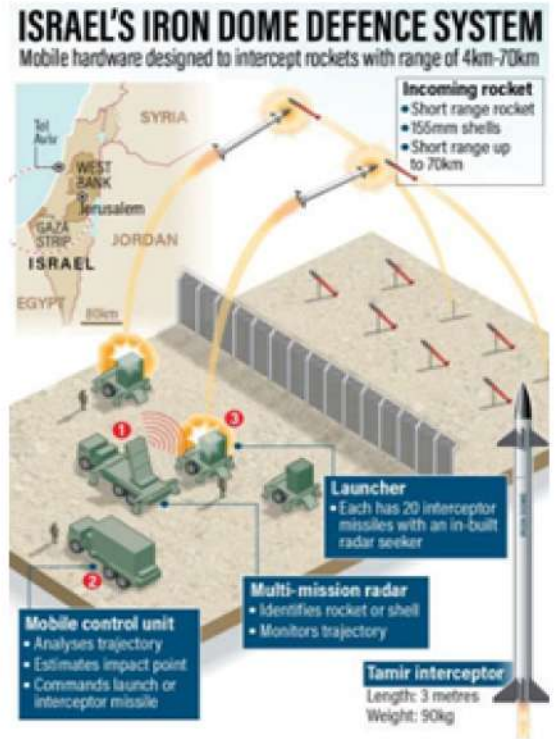 ISRAEL'S IRON DOME DEFENCE SYSTEM
Mobile hardware designed to intercept rockets with range of 4km-70km
Incoming rocket
• Short range rocket
• 155mm shells
• Short range up
to 70km
SYRIA
Tel
Aviv
WEST
BANK
Jerusalem
GAZA
STRIP
JORDAN
ISRAEL
EGYPT
80km
1
3
2
Launcher
• Each has 20 interceptor
missiles with an in-built
radar seeker
Multi-mission radar
• Identifies rocket or shell
• Monitors trajectory
Mobile control unit
• Analyses trajectory
• Estimates impact point
• Commands launch or
interceptor missile
Tamir interceptor
Length: 3 metres
Weight: 90kg